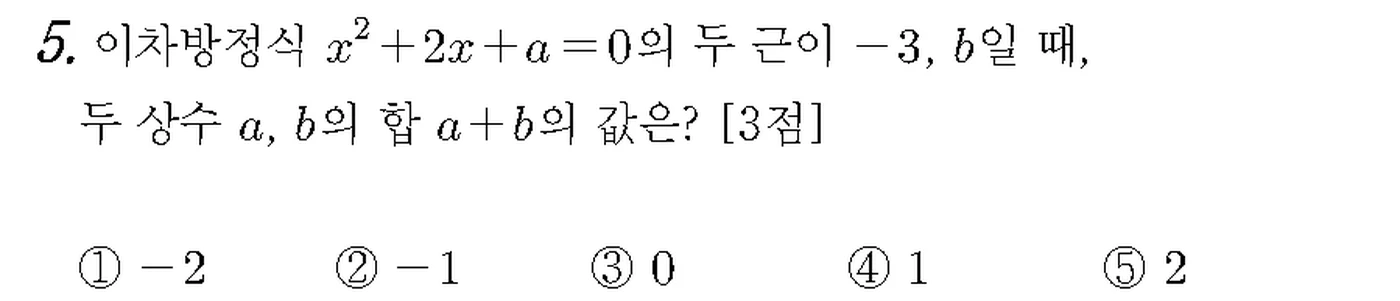 5. 이차방정식 x²+2x+a=0의 두 근이 -3, b일 때,
두 상수 a, b의 합 a+b의 값은? [3점]
① -2 ② -1 ③ 0 ④ 1 ⑤ 2